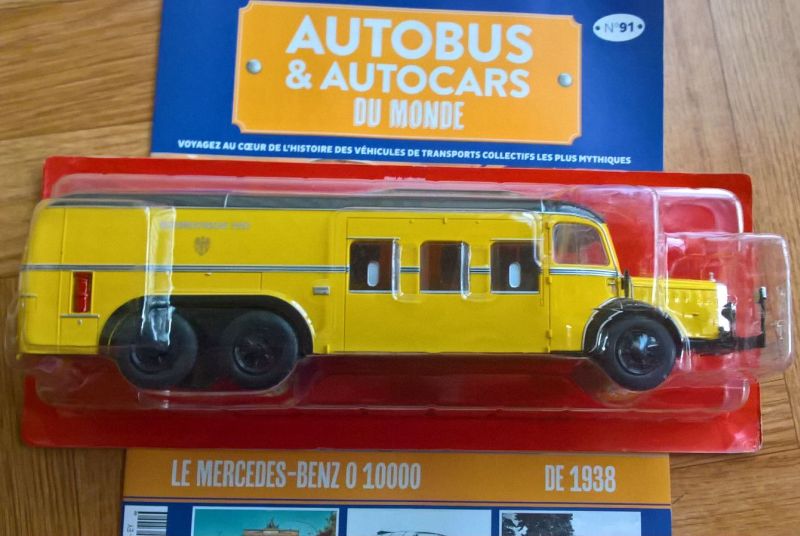 AUTOBUS
N°91
& AUTOCARS
DU MONDE
VOYAGEZ AU CŒUR DE L'HISTOIRE DES VÉHICULES DE TRANSPORTS COLLECTIFS LES PLUS MYTHIQUES
LE MERCEDES-BENZ O 10000 DE 1938